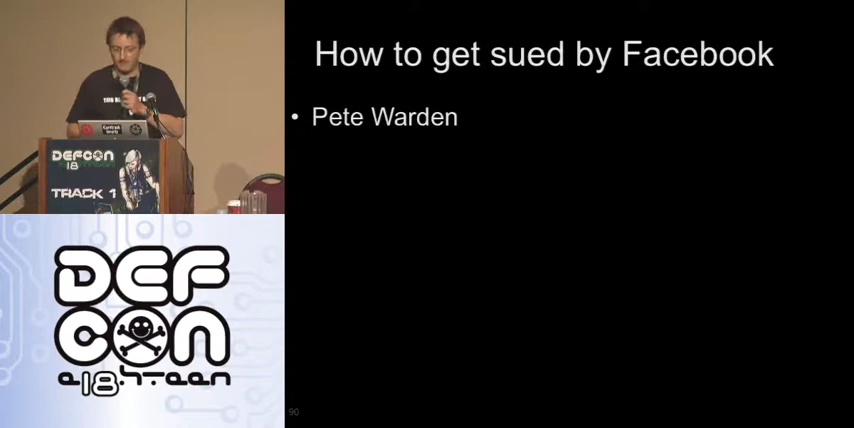 How to get sued by Facebook
• Pete Warden
DEFCON
18
TRACK 1
DEF
CON
e18hteen
90